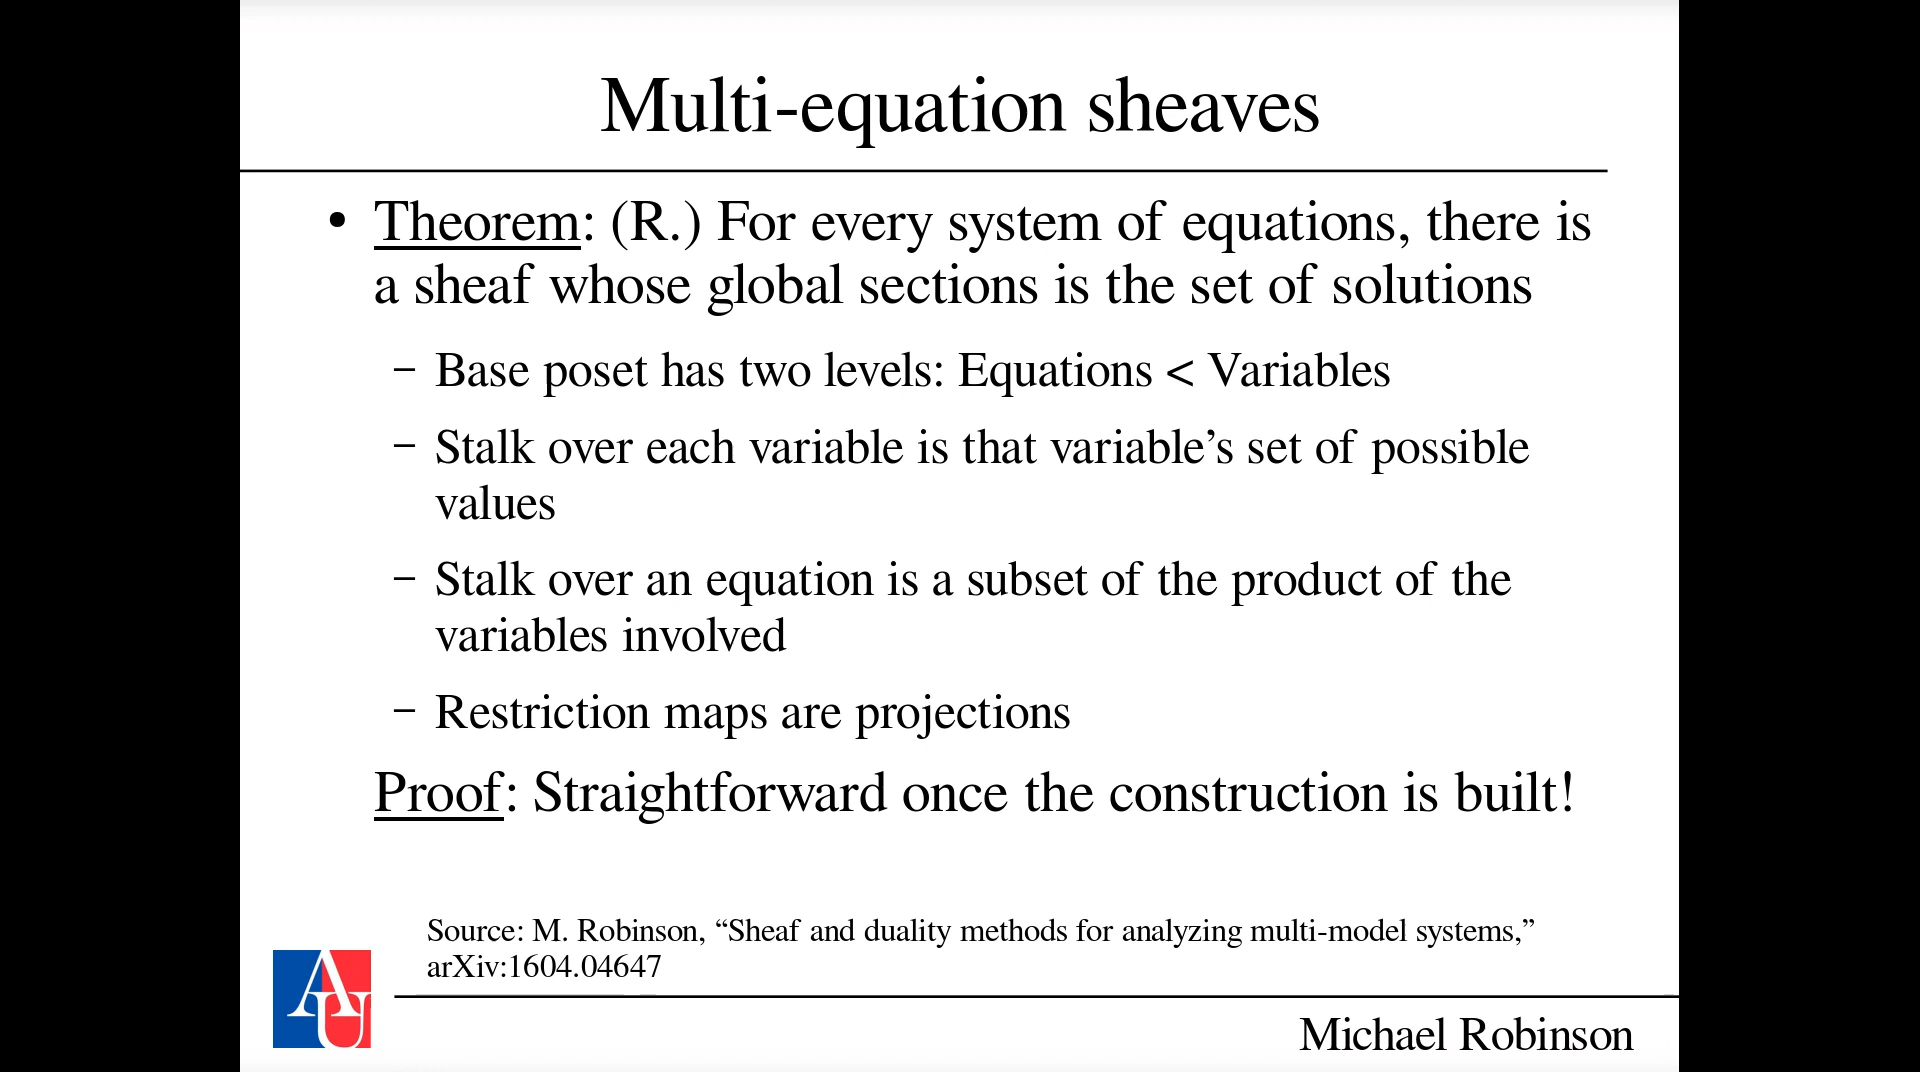 Multi-equation sheaves
• Theorem: (R.) For every system of equations, there is
a sheaf whose global sections is the set of solutions
– Base poset has two levels: Equations < Variables
– Stalk over each variable is that variable’s set of possible
values
– Stalk over an equation is a subset of the product of the
variables involved
– Restriction maps are projections
Proof: Straightforward once the construction is built!
Source: M. Robinson, “Sheaf and duality methods for analyzing multi-model systems,”
arXiv:1604.04647
AU
Michael Robinson